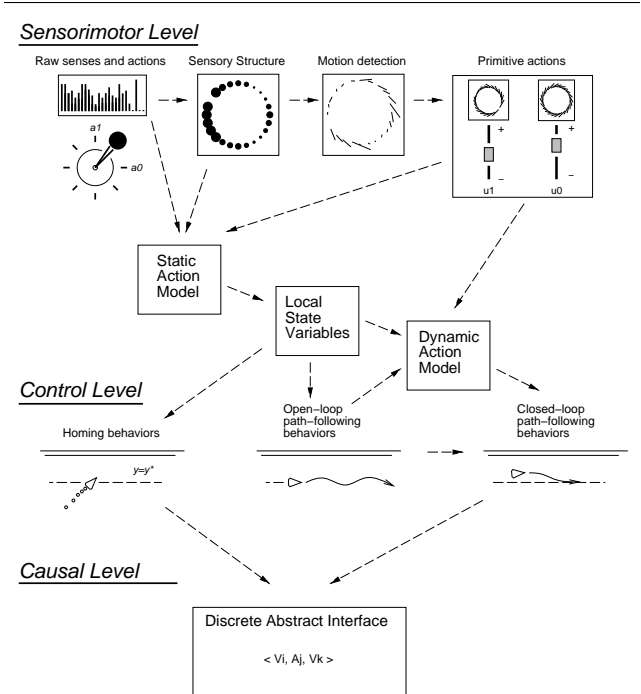 Sensorimotor Level
Raw senses and actions
Sensory Structure
Motion detection
Primitive actions
a1
a0
+
−
u1
+
−
u0
Static
Action
Model
Local
State
Variables
Dynamic
Action
Model
Control Level
Homing behaviors
Open−loop
path−following
behaviors
Closed−loop
path−following
behaviors
y=y*
Causal Level
Discrete Abstract Interface
< Vi, Aj, Vk >